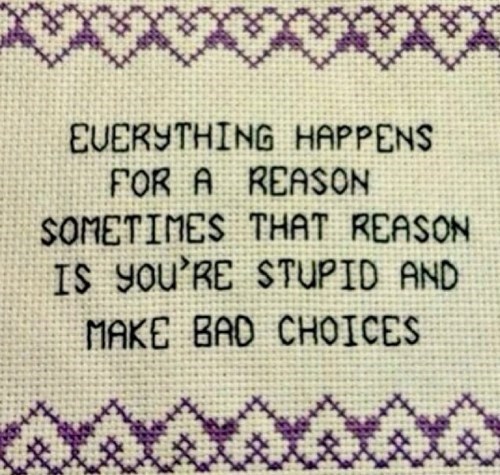 EVERYTHING HAPPENS
FOR A REASON
SOMETIMES THAT REASON
IS YOU'RE STUPID AND
MAKE BAD CHOICES